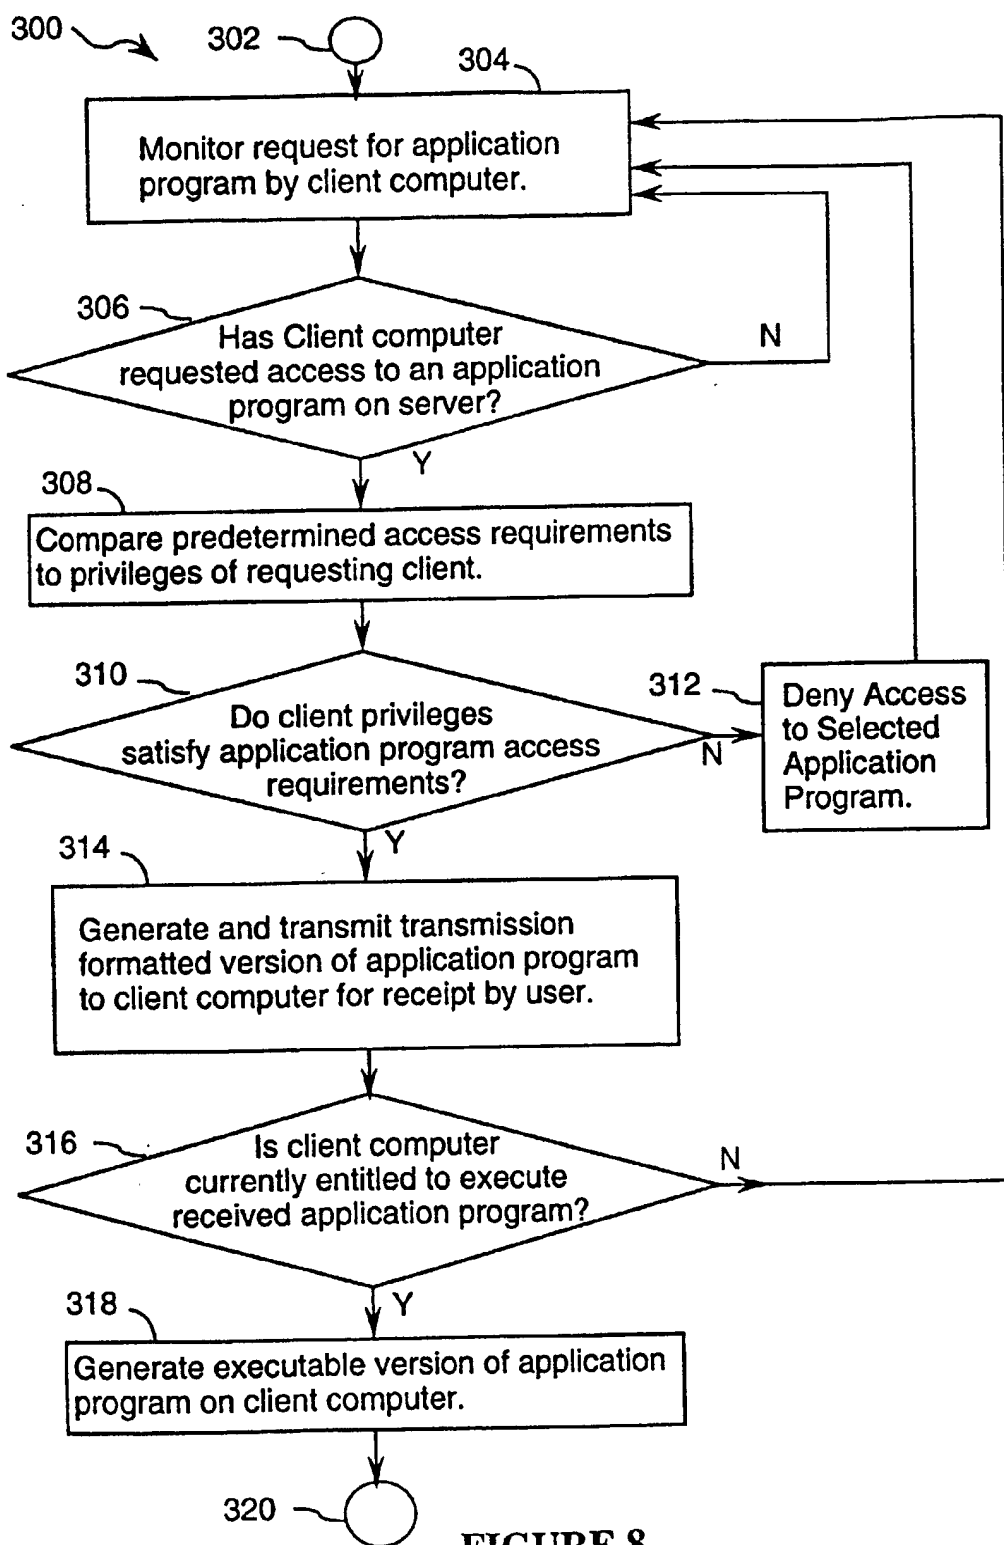 300
302
304
Monitor request for application
program by client computer.
306
Has Client computer
requested access to an application
program on server?
N
Y
308
Compare predetermined access requirements
to privileges of requesting client.
310
Do client privileges
satisfy application program access
requirements?
N
312
Deny Access
to Selected
Application
Program.
Y
314
Generate and transmit transmission
formatted version of application program
to client computer for receipt by user.
316
Is client computer
currently entitled to execute
received application program?
N
Y
318
Generate executable version of application
program on client computer.
320
FIGURE 8